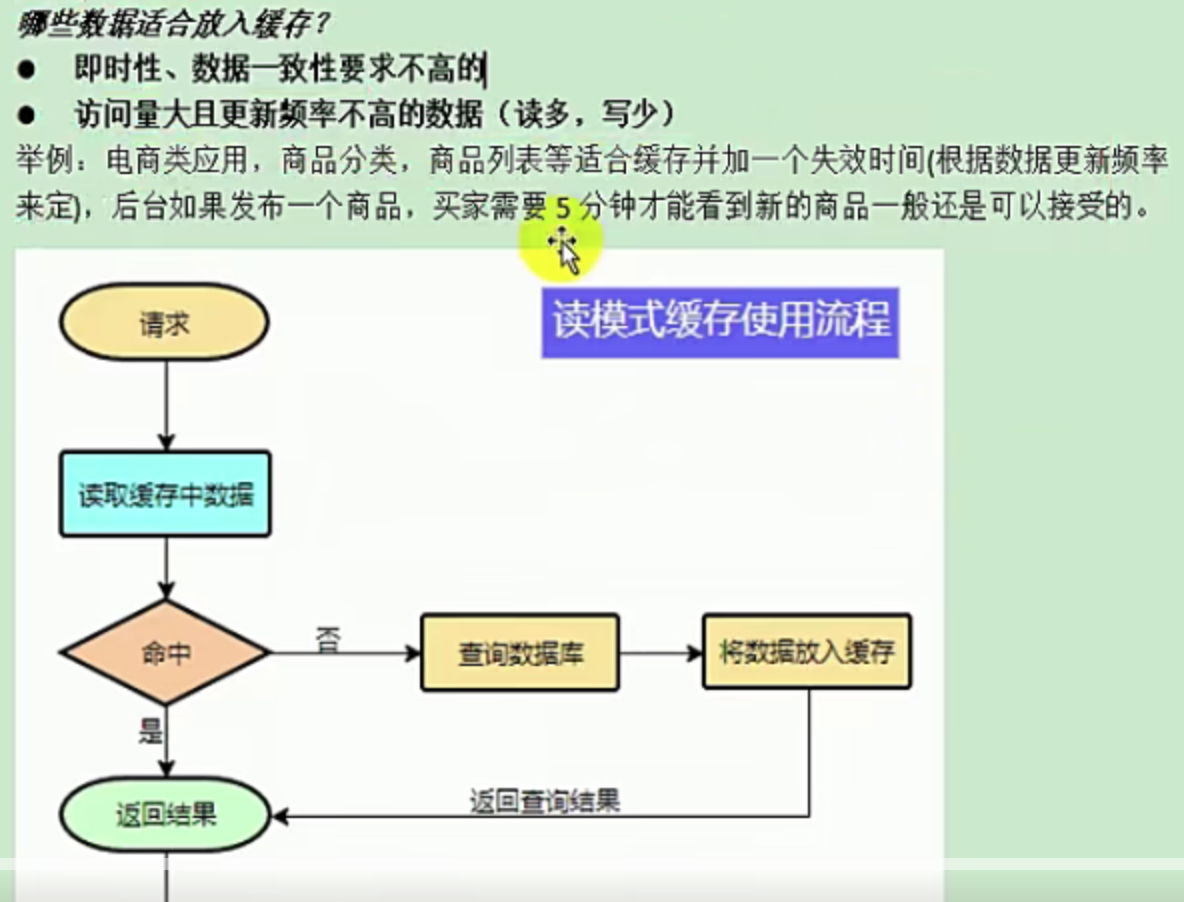 哪些数据适合放入缓存？
● 即时性、数据一致性要求不高的
● 访问量大且更新频率不高的数据（读多，写少）
举例：电商类应用，商品分类，商品列表等适合缓存并加一个失效时间(根据数据更新频率
来定)，后台如果发布一个商品，买家需要 5 分钟才能看到新的商品一般还是可以接受的。
读模式缓存使用流程
请求
读取缓存中数据
命中
否
查询数据库
将数据放入缓存
是
返回查询结果
返回结果